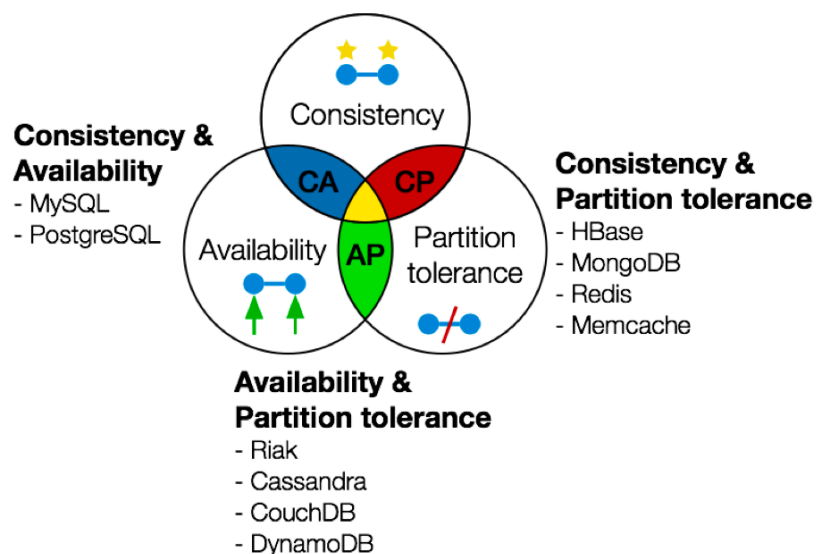 Consistency
Consistency &
Availability
- MySQL
- PostgreSQL
CA
CP
Consistency &
Partition tolerance
- HBase
- MongoDB
- Redis
- Memcache
Availability
AP
Partition
tolerance
Availability &
Partition tolerance
- Riak
- Cassandra
- CouchDB
- DynamoDB